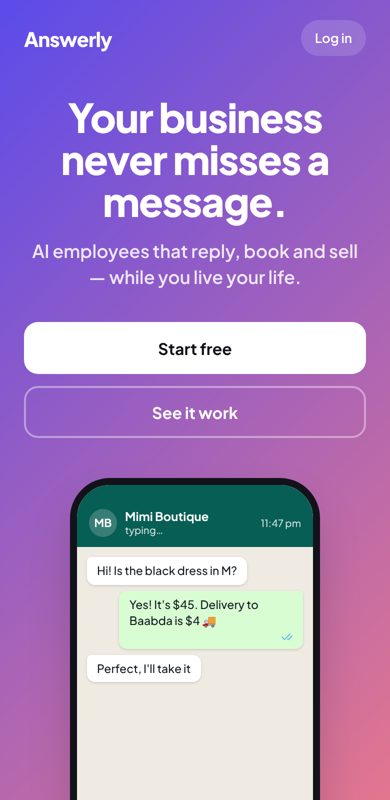 Answerly
Log in
Your business
never misses a
message.
AI employees that reply, book and sell
— while you live your life.
Start free
See it work
MB
Mimi Boutique
typing...
11:47 pm
Hi! Is the black dress in M?
Yes! It's $45. Delivery to
Baabda is $4 🚚
Perfect, I'll take it